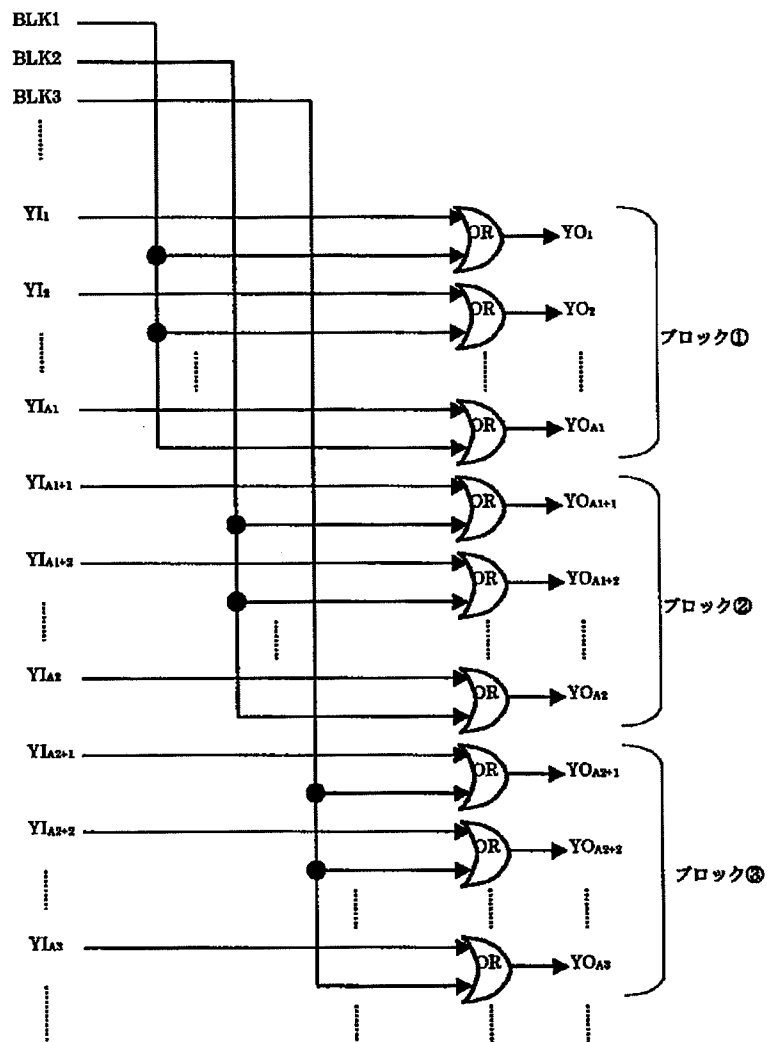 BLK1
BLK2
BLK3
YI₁
OR
YO₁
YI₂
OR
YO₂
ブロック①
YIA1
OR
YOA1
YIA1+1
OR
YOA1+1
YIA1+2
OR
YOA1+2
ブロック②
YIA2
OR
YOA2
YIA2+1
OR
YOA2+1
YIA2+2
OR
YOA2+2
ブロック③
YIA3
OR
YOA3